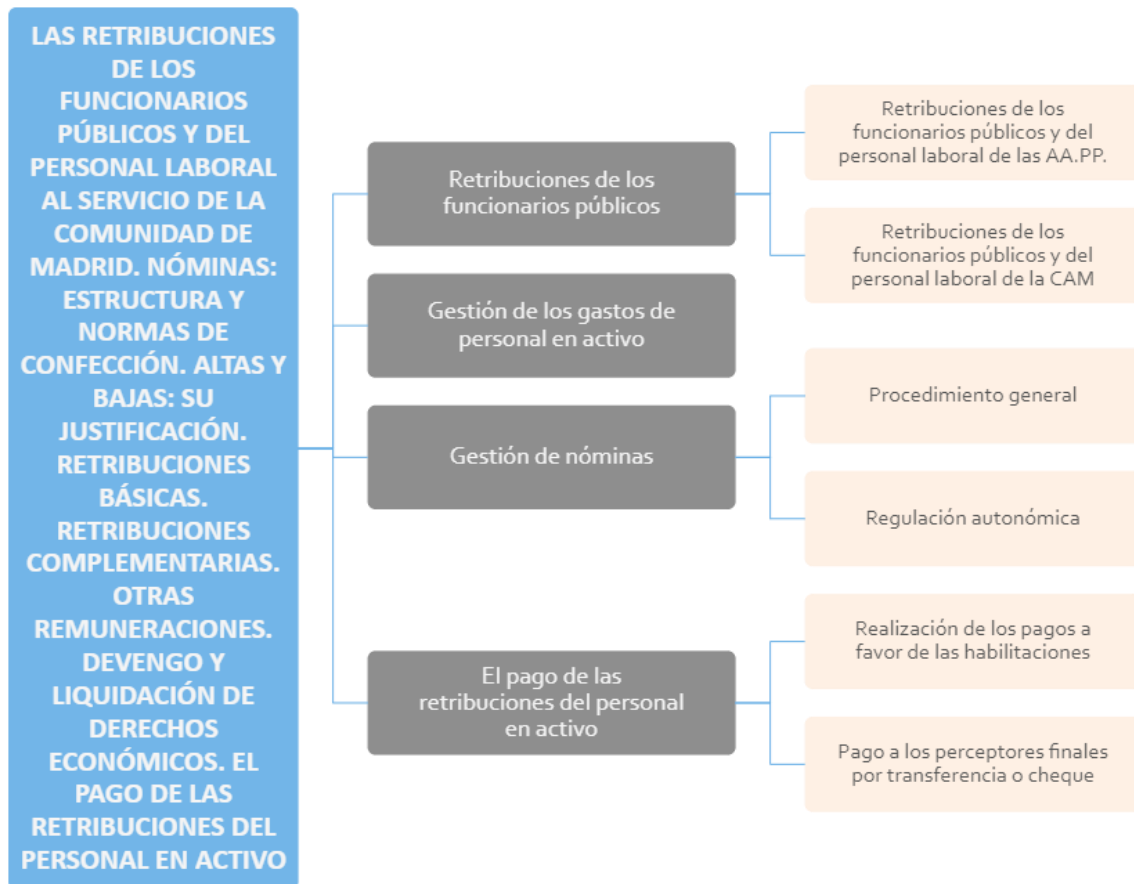 LAS RETRIBUCIONES
DE LOS
FUNCIONARIOS
PÚBLICOS Y DEL
PERSONAL LABORAL
AL SERVICIO DE LA
COMUNIDAD DE
MADRID. NÓMINAS:
ESTRUCTURA Y
NORMAS DE
CONFECCIÓN. ALTAS Y
BAJAS: SU
JUSTIFICACIÓN.
RETRIBUCIONES
BÁSICAS.
RETRIBUCIONES
COMPLEMENTARIAS.
OTRAS
REMUNERACIONES.
DEVENGO Y
LIQUIDACIÓN DE
DERECHOS
ECONÓMICOS. EL
PAGO DE LAS
RETRIBUCIONES DEL
PERSONAL EN ACTIVO
Retribuciones de los
funcionarios públicos
Retribuciones de los
funcionarios públicos y del
personal laboral de las AA.PP.
Retribuciones de los
funcionarios públicos y del
personal laboral de la CAM
Gestión de los gastos de
personal en activo
Gestión de nóminas
Procedimiento general
Regulación autonómica
El pago de las
retribuciones del personal
en activo
Realización de los pagos a
favor de las habilitaciones
Pago a los perceptores finales
por transferencia o cheque